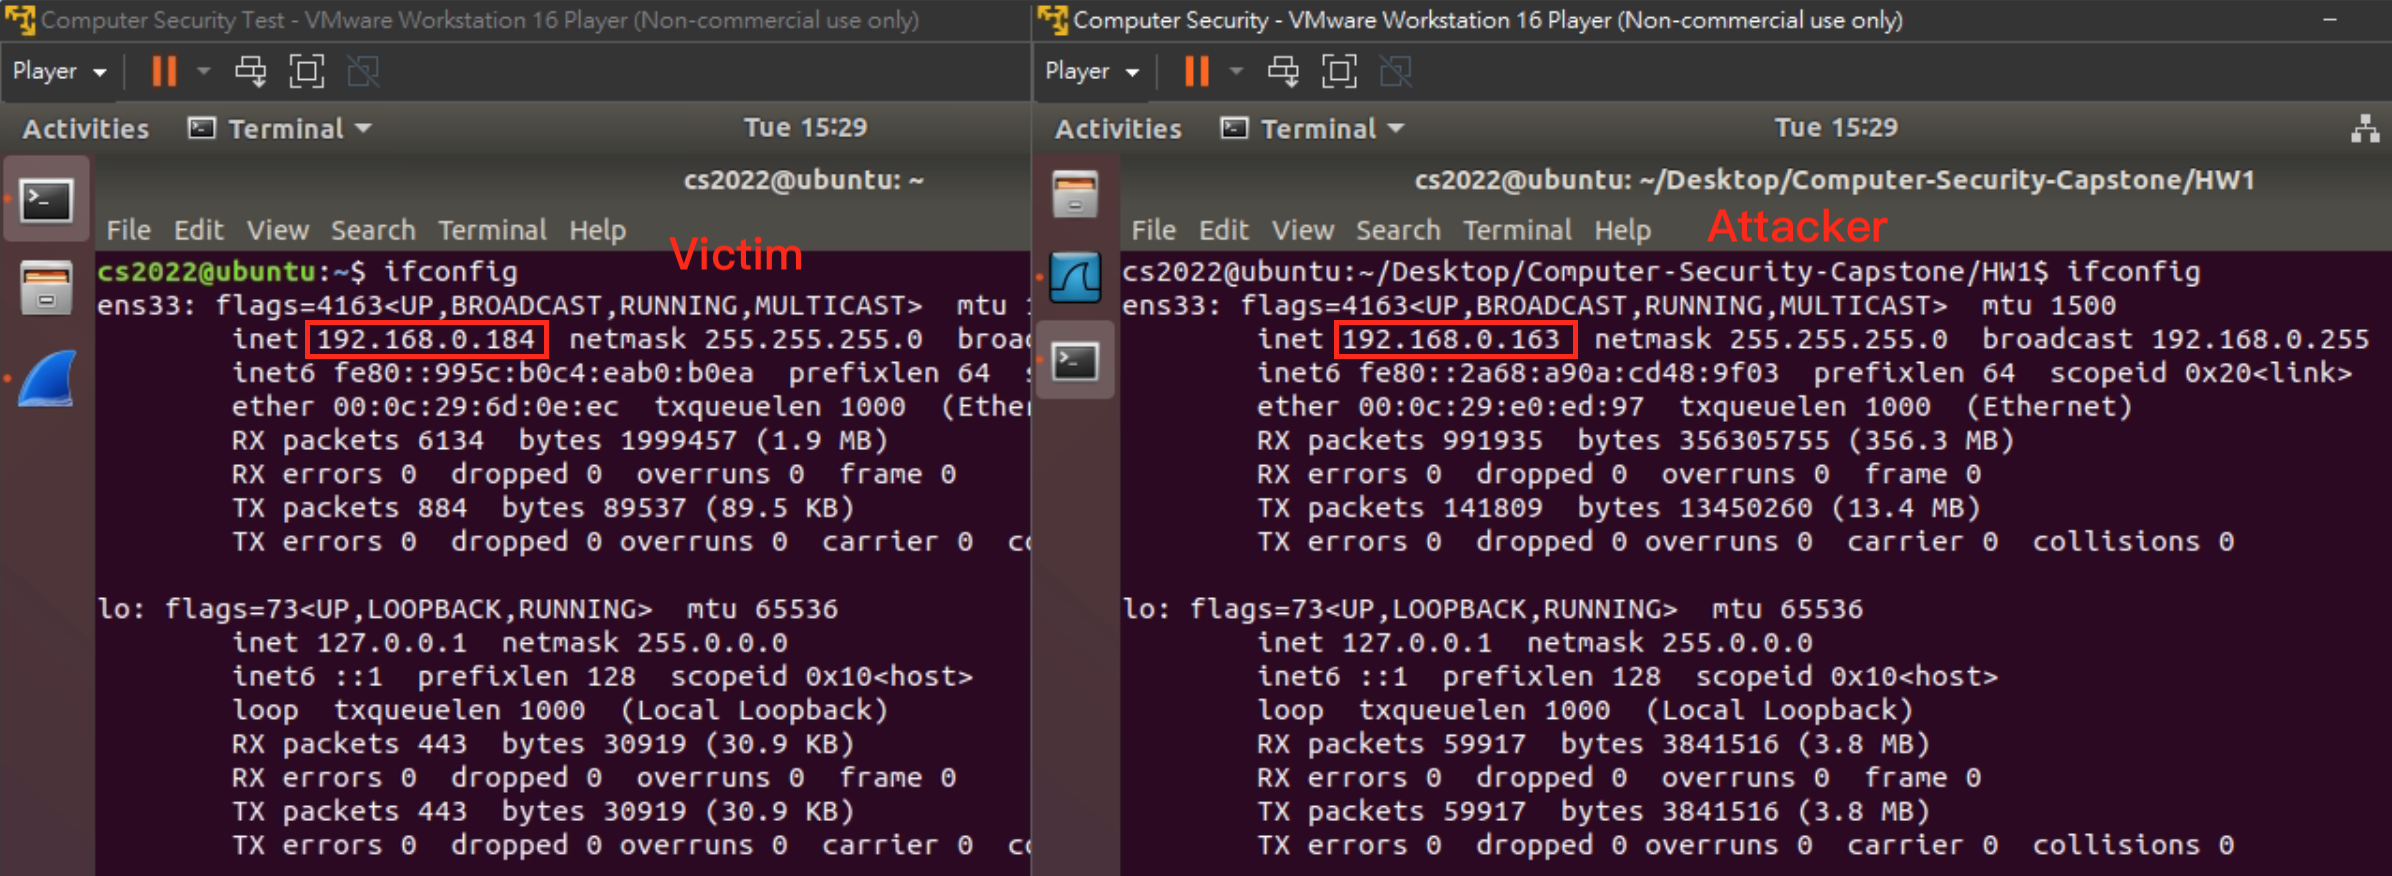 Computer Security Test - VMware Workstation 16 Player (Non-commercial use only)
Player
Activities
Terminal
Tue 15:29
cs2022@ubuntu: ~
File Edit View Search Terminal Help
Victim
cs2022@ubuntu:~$ ifconfig
ens33: flags=4163<UP,BROADCAST,RUNNING,MULTICAST>  mtu 1
        inet 192.168.0.184  netmask 255.255.255.0  broad
        inet6 fe80::995c:b0c4:eab0:b0ea  prefixlen 64  s
        ether 00:0c:29:6d:0e:ec  txqueuelen 1000  (Ether
        RX packets 6134  bytes 1999457 (1.9 MB)
        RX errors 0  dropped 0  overruns 0  frame 0
        TX packets 884  bytes 89537 (89.5 KB)
        TX errors 0  dropped 0 overruns 0  carrier 0  co
lo: flags=73<UP,LOOPBACK,RUNNING>  mtu 65536
        inet 127.0.0.1  netmask 255.0.0.0
        inet6 ::1  prefixlen 128  scopeid 0x10<host>
        loop  txqueuelen 1000  (Local Loopback)
        RX packets 443  bytes 30919 (30.9 KB)
        RX errors 0  dropped 0  overruns 0  frame 0
        TX packets 443  bytes 30919 (30.9 KB)
        TX errors 0  dropped 0 overruns 0  carrier 0  co
Computer Security - VMware Workstation 16 Player (Non-commercial use only)
Player
Activities
Terminal
Tue 15:29
cs2022@ubuntu: ~/Desktop/Computer-Security-Capstone/HW1
File Edit View Search Terminal Help
Attacker
cs2022@ubuntu:~/Desktop/Computer-Security-Capstone/HW1$ ifconfig
ens33: flags=4163<UP,BROADCAST,RUNNING,MULTICAST>  mtu 1500
        inet 192.168.0.163  netmask 255.255.255.0  broadcast 192.168.0.255
        inet6 fe80::2a68:a90a:cd48:9f03  prefixlen 64  scopeid 0x20<link>
        ether 00:0c:29:e0:ed:97  txqueuelen 1000  (Ethernet)
        RX packets 991935  bytes 356305755 (356.3 MB)
        RX errors 0  dropped 0  overruns 0  frame 0
        TX packets 141809  bytes 13450260 (13.4 MB)
        TX errors 0  dropped 0 overruns 0  carrier 0  collisions 0
lo: flags=73<UP,LOOPBACK,RUNNING>  mtu 65536
        inet 127.0.0.1  netmask 255.0.0.0
        inet6 ::1  prefixlen 128  scopeid 0x10<host>
        loop  txqueuelen 1000  (Local Loopback)
        RX packets 59917  bytes 3841516 (3.8 MB)
        RX errors 0  dropped 0  overruns 0  frame 0
        TX packets 59917  bytes 3841516 (3.8 MB)
        TX errors 0  dropped 0 overruns 0  carrier 0  collisions 0